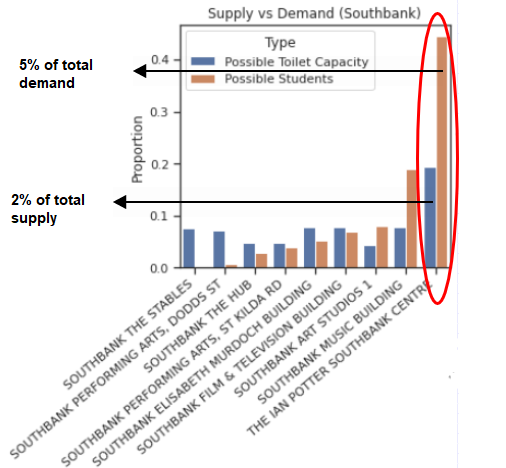 Supply vs Demand (Southbank)
5% of total
demand
2% of total
supply
Type
Possible Toilet Capacity
Possible Students
Proportion
0.4
0.3
0.2
0.1
0.0
SOUTHBANK THE STABLES
SOUTHBANK PERFORMING ARTS, DODDS ST
SOUTHBANK THE HUB
SOUTHBANK PERFORMING ARTS, ST KILDA RD
SOUTHBANK ELISABETH MURDOCH BUILDING
SOUTHBANK FILM & TELEVISION BUILDING
SOUTHBANK ART STUDIOS 1
SOUTHBANK MUSIC BUILDING
THE IAN POTTER SOUTHBANK CENTRE